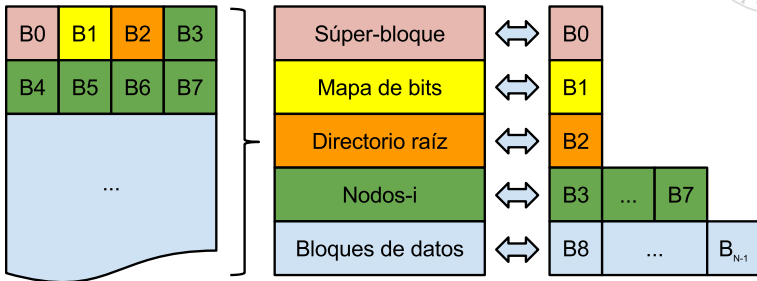 B0 B1 B2 B3
B4 B5 B6 B7
...
Súper-bloque B0
Mapa de bits B1
Directorio raíz B2
Nodos-i B3 ... B7
Bloques de datos B8 ... BN-1